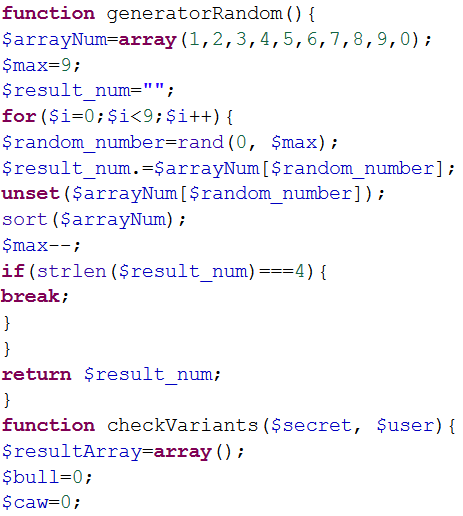 function generatorRandom(){
$arrayNum=array(1,2,3,4,5,6,7,8,9,0);
$max=9;
$result_num="";
for($i=0;$i<9;$i++){
$random_number=rand(0, $max);
$result_num.=$arrayNum[$random_number];
unset($arrayNum[$random_number]);
sort($arrayNum);
$max--;
if(strlen($result_num)===4){
break;
}
}
return $result_num;
}
function checkVariants($secret, $user){
$resultArray=array();
$bull=0;
$caw=0;